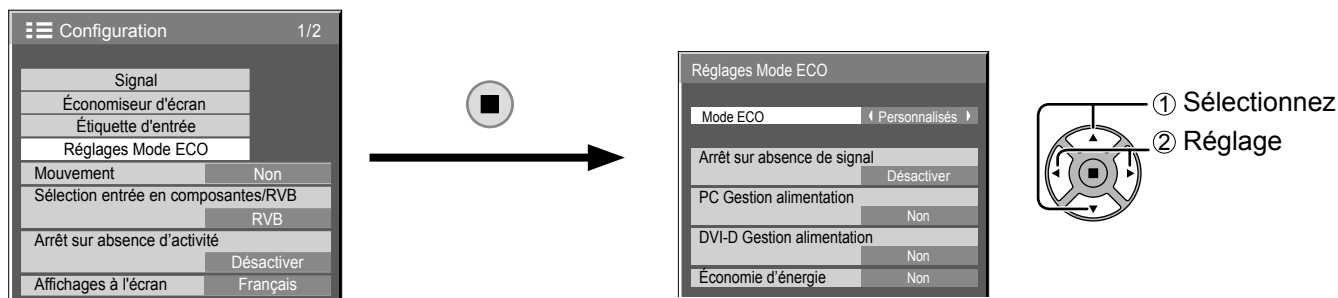 Configuration 1/2
Signal
Économiseur d'écran
Étiquette d'entrée
Réglages Mode ECO
Mouvement Non
Sélection entrée en composantes/RVB
RVB
Arrêt sur absence d’activité
Désactiver
Affichages à l'écran Français
Réglages Mode ECO
Mode ECO Personnalisés
Arrêt sur absence de signal
Désactiver
PC Gestion alimentation
Non
DVI-D Gestion alimentation
Non
Économie d’énergie Non
① Sélectionnez
② Réglage